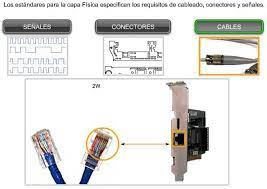 Los estándares para la capa Física especifican los requisitos de cableado, conectores y señales.
SEÑALES
CONECTORES
CABLES
2W